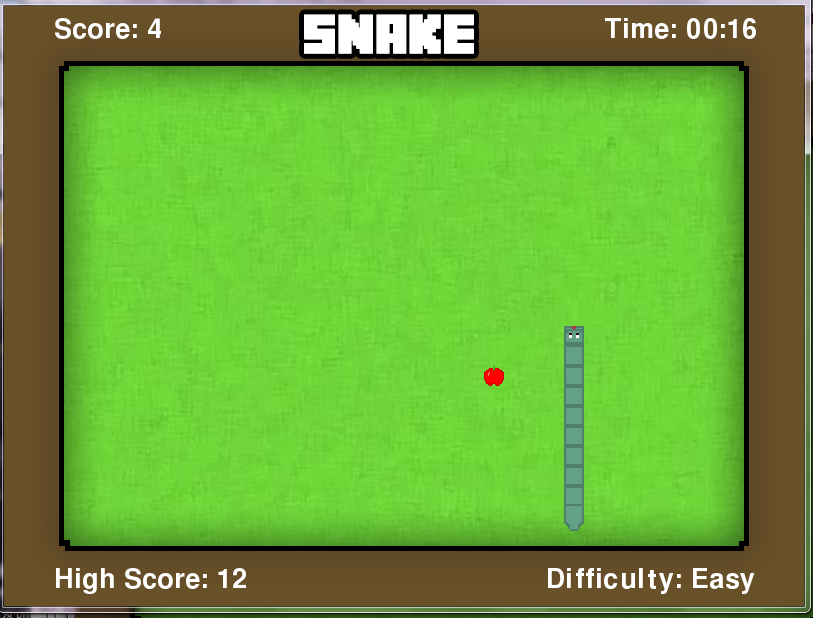 Score: 4
SNAKE
Time: 00:16
High Score: 12
Difficulty: Easy